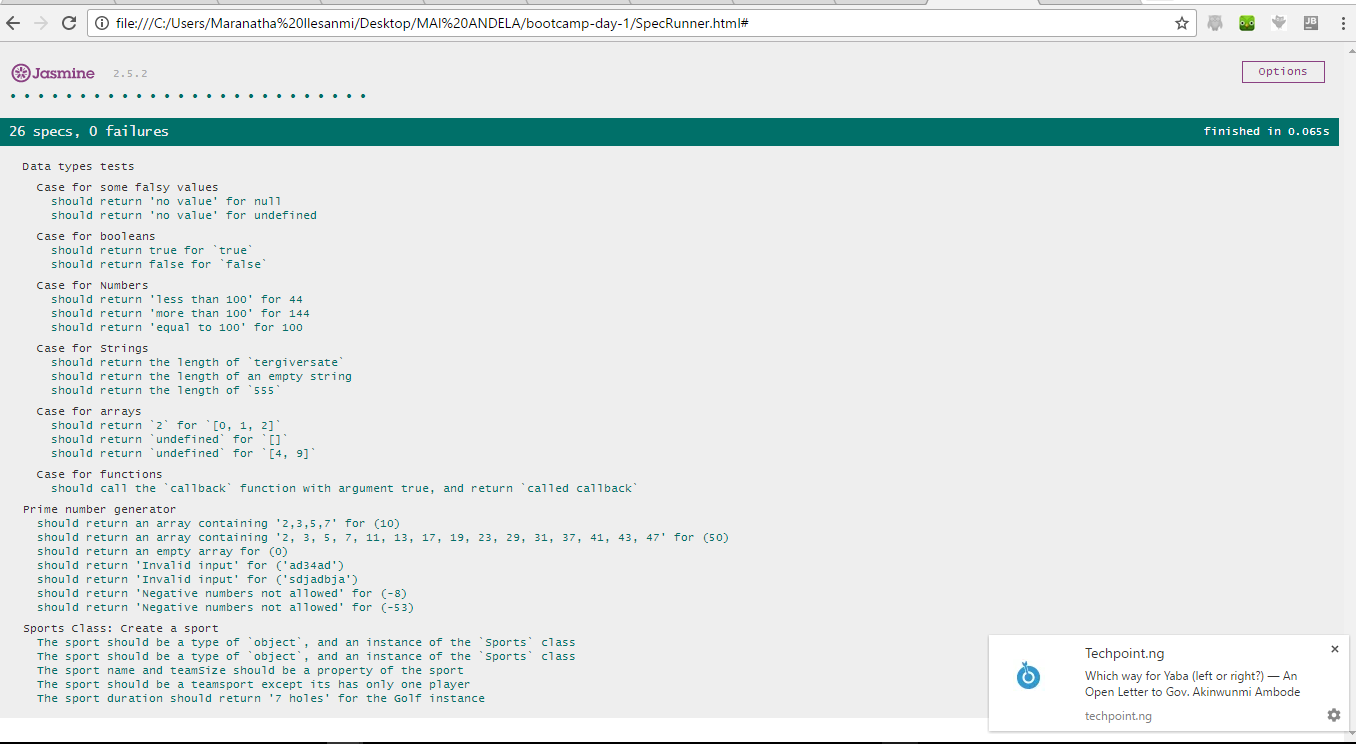 file:///C:/Users/Maranatha%20Ilesanmi/Desktop/MAI%20ANDELA/bootcamp-day-1/SpecRunner.html#
JB
Jasmine 2.5.2
Options
26 specs, 0 failures
finished in 0.065s
Data types tests
Case for some falsy values
should return 'no value' for null
should return 'no value' for undefined
Case for booleans
should return true for `true`
should return false for `false`
Case for Numbers
should return 'less than 100' for 44
should return 'more than 100' for 144
should return 'equal to 100' for 100
Case for Strings
should return the length of `tergiversate`
should return the length of an empty string
should return the length of `555`
Case for arrays
should return `2` for `[0, 1, 2]`
should return `undefined` for `[]`
should return `undefined` for `[4, 9]`
Case for functions
should call the `callback` function with argument true, and return `called callback`
Prime number generator
should return an array containing '2,3,5,7' for (10)
should return an array containing '2, 3, 5, 7, 11, 13, 17, 19, 23, 29, 31, 37, 41, 43, 47' for (50)
should return an empty array for (0)
should return 'Invalid input' for ('ad34ad')
should return 'Invalid input' for ('sdjadbja')
should return 'Negative numbers not allowed' for (-8)
should return 'Negative numbers not allowed' for (-53)
Sports Class: Create a sport
The sport should be a type of `object`, and an instance of the `Sports` class
The sport should be a type of `object`, and an instance of the `Sports` class
The sport name and teamSize should be a property of the sport
The sport should be a teamsport except its has only one player
The sport duration should return '7 holes' for the Golf instance
Techpoint.ng
Which way for Yaba (left or right?) — An
Open Letter to Gov. Akinwunmi Ambode
techpoint.ng